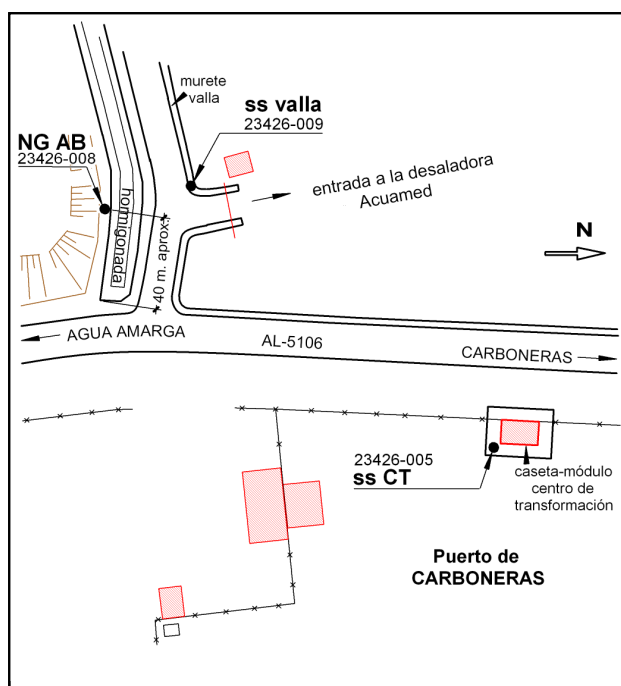 murete
valla
ss valla
23426-009
NG AB
23426-008
entrada a la desaladora
Acuamed
hormigonada
40 m. aprox.
N
AGUA AMARGA
AL-5106
CARBONERAS
23426-005
ss CT
caseta-módulo
centro de
transformación
Puerto de
CARBONERAS